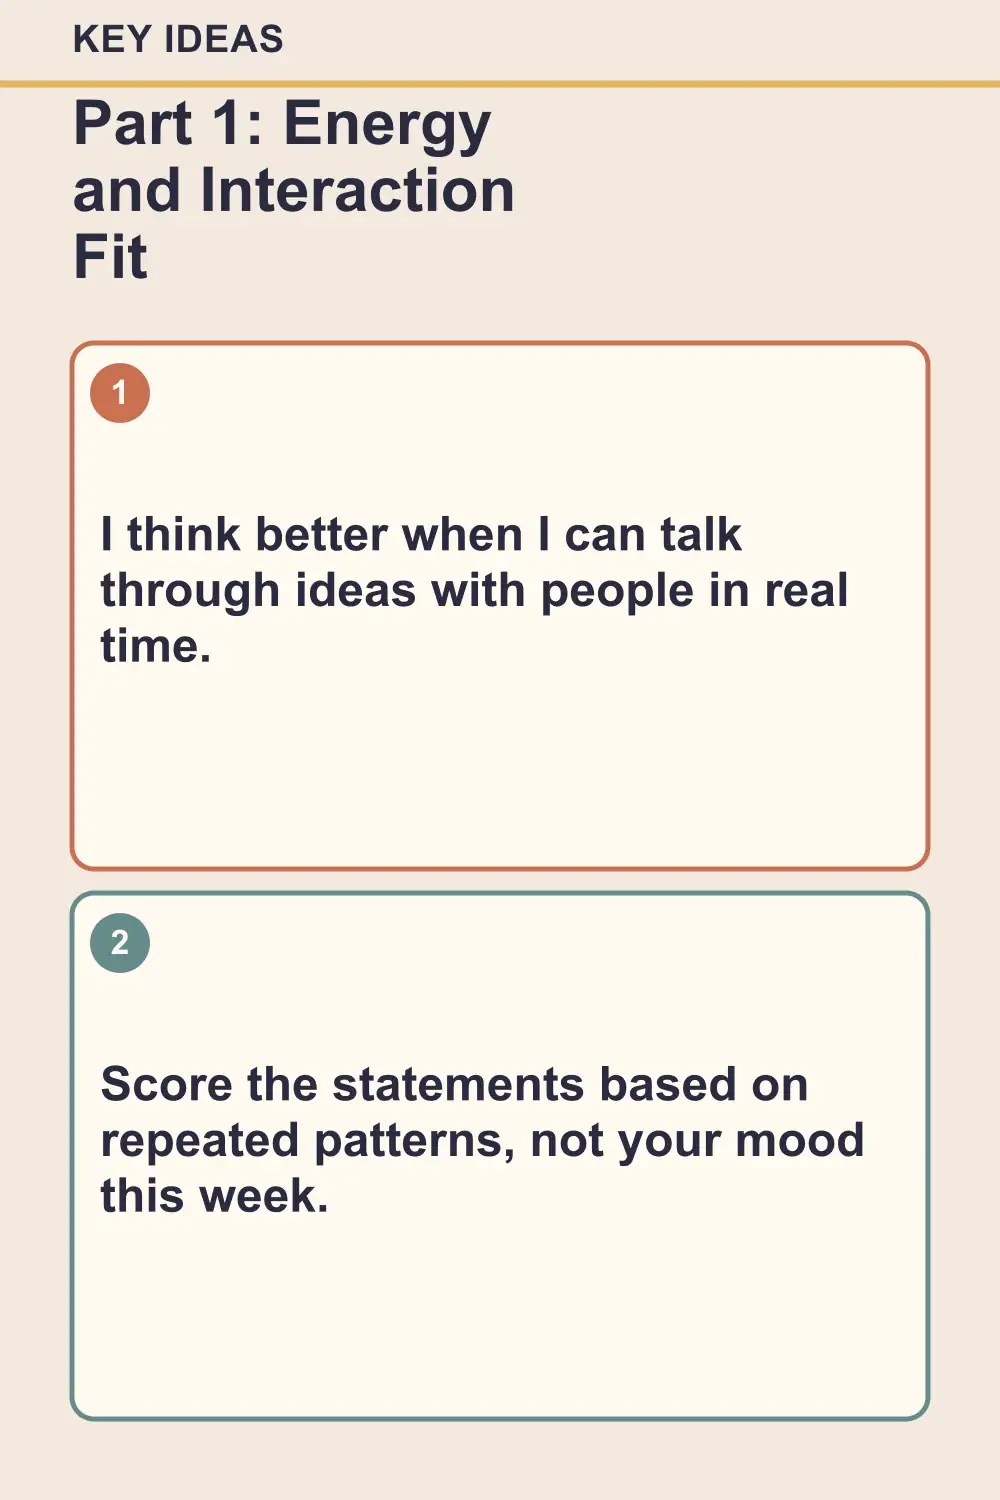 KEY IDEAS
Part 1: Energy
and Interaction
Fit
1
I think better when I can talk
through ideas with people in real
time.
2
Score the statements based on
repeated patterns, not your mood
this week.